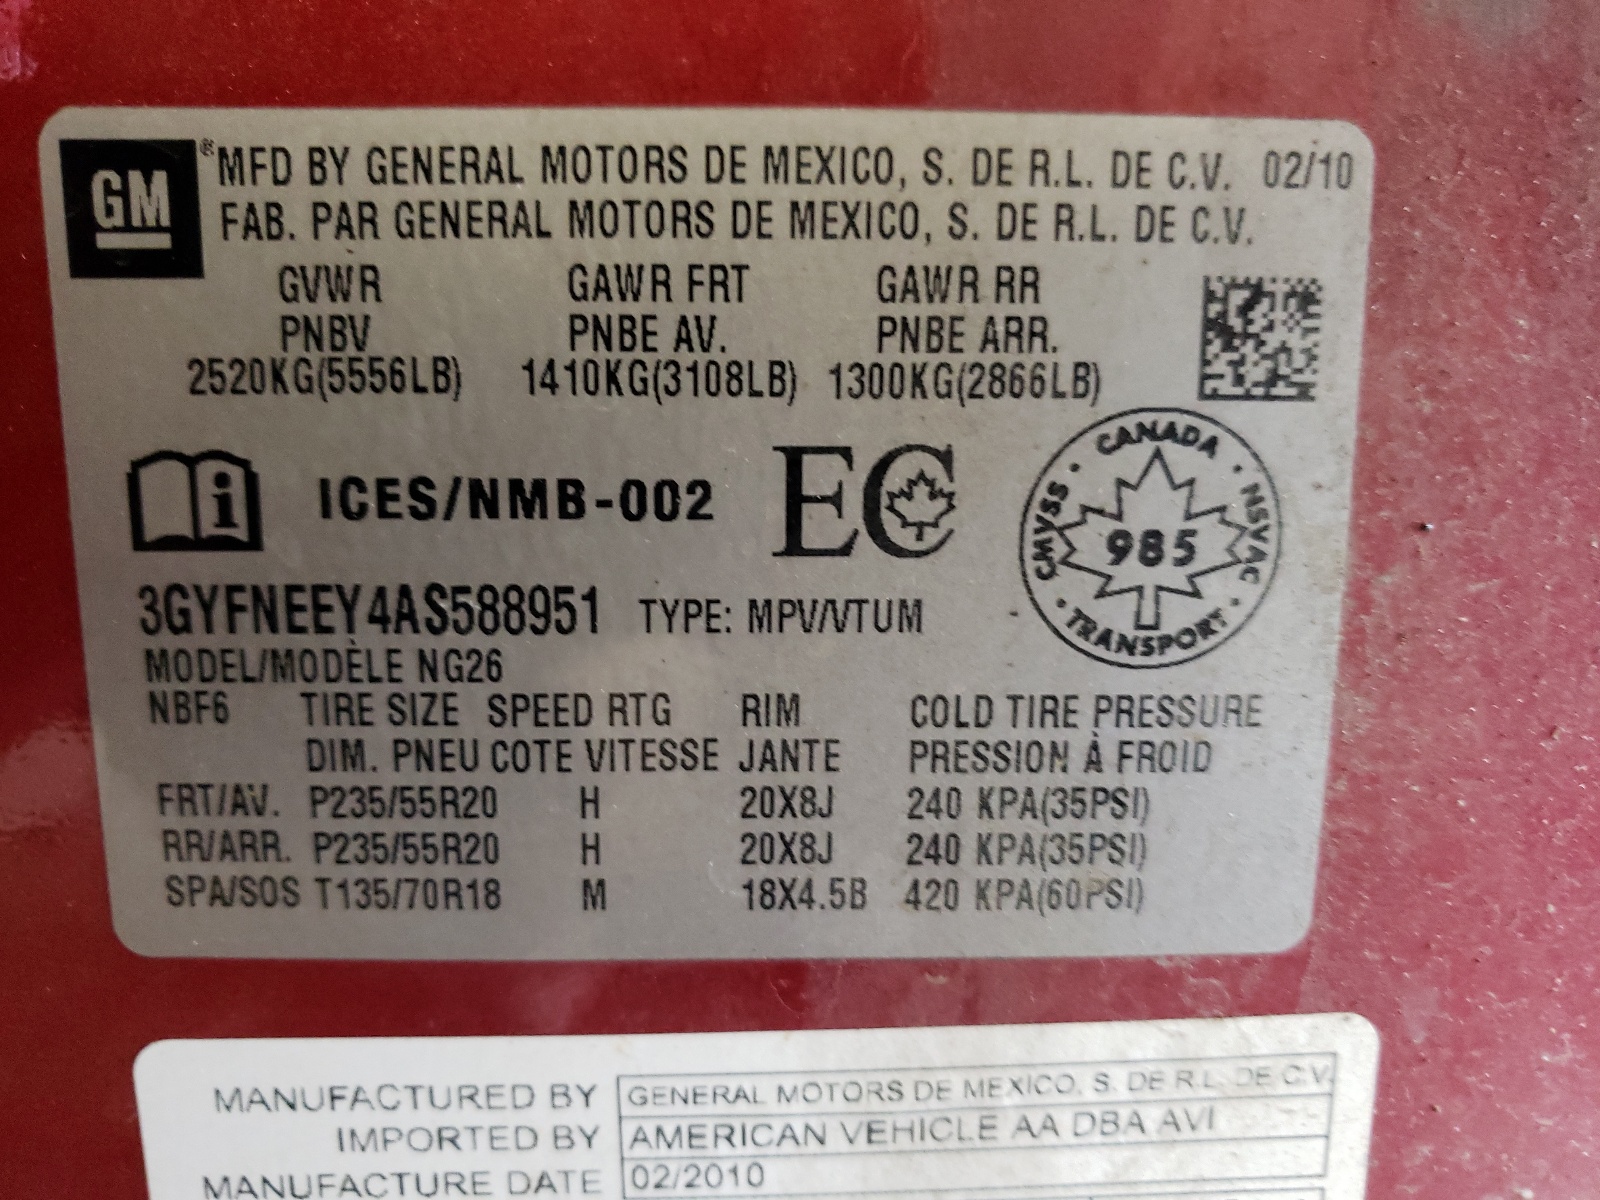 GM
®MFD BY GENERAL MOTORS DE MEXICO, S. DE R.L. DE C.V. 02/10
FAB. PAR GENERAL MOTORS DE MEXICO, S. DE R.L. DE C.V.
GVWR GAWR FRT GAWR RR
PNBV PNBE AV. PNBE ARR.
2520KG(5556LB) 1410KG(3108LB) 1300KG(2866LB)
i ICES/NMB-002 EC
CANADA · NSVAC · TRANSPORT · CMVSS ·
985
3GYFNEEY4AS588951 TYPE: MPV/VTUM
MODEL/MODÈLE NG26
NBF6 TIRE SIZE SPEED RTG RIM COLD TIRE PRESSURE
DIM. PNEU COTE VITESSE JANTE PRESSION À FROID
FRT/AV. P235/55R20 H 20X8J 240 KPA(35PSI)
RR/ARR. P235/55R20 H 20X8J 240 KPA(35PSI)
SPA/SOS T135/70R18 M 18X4.5B 420 KPA(60PSI)
MANUFACTURED BY GENERAL MOTORS DE MEXICO, S. DE R.L. DE C.V.
IMPORTED BY AMERICAN VEHICLE AA DBA AVI
MANUFACTURE DATE 02/2010